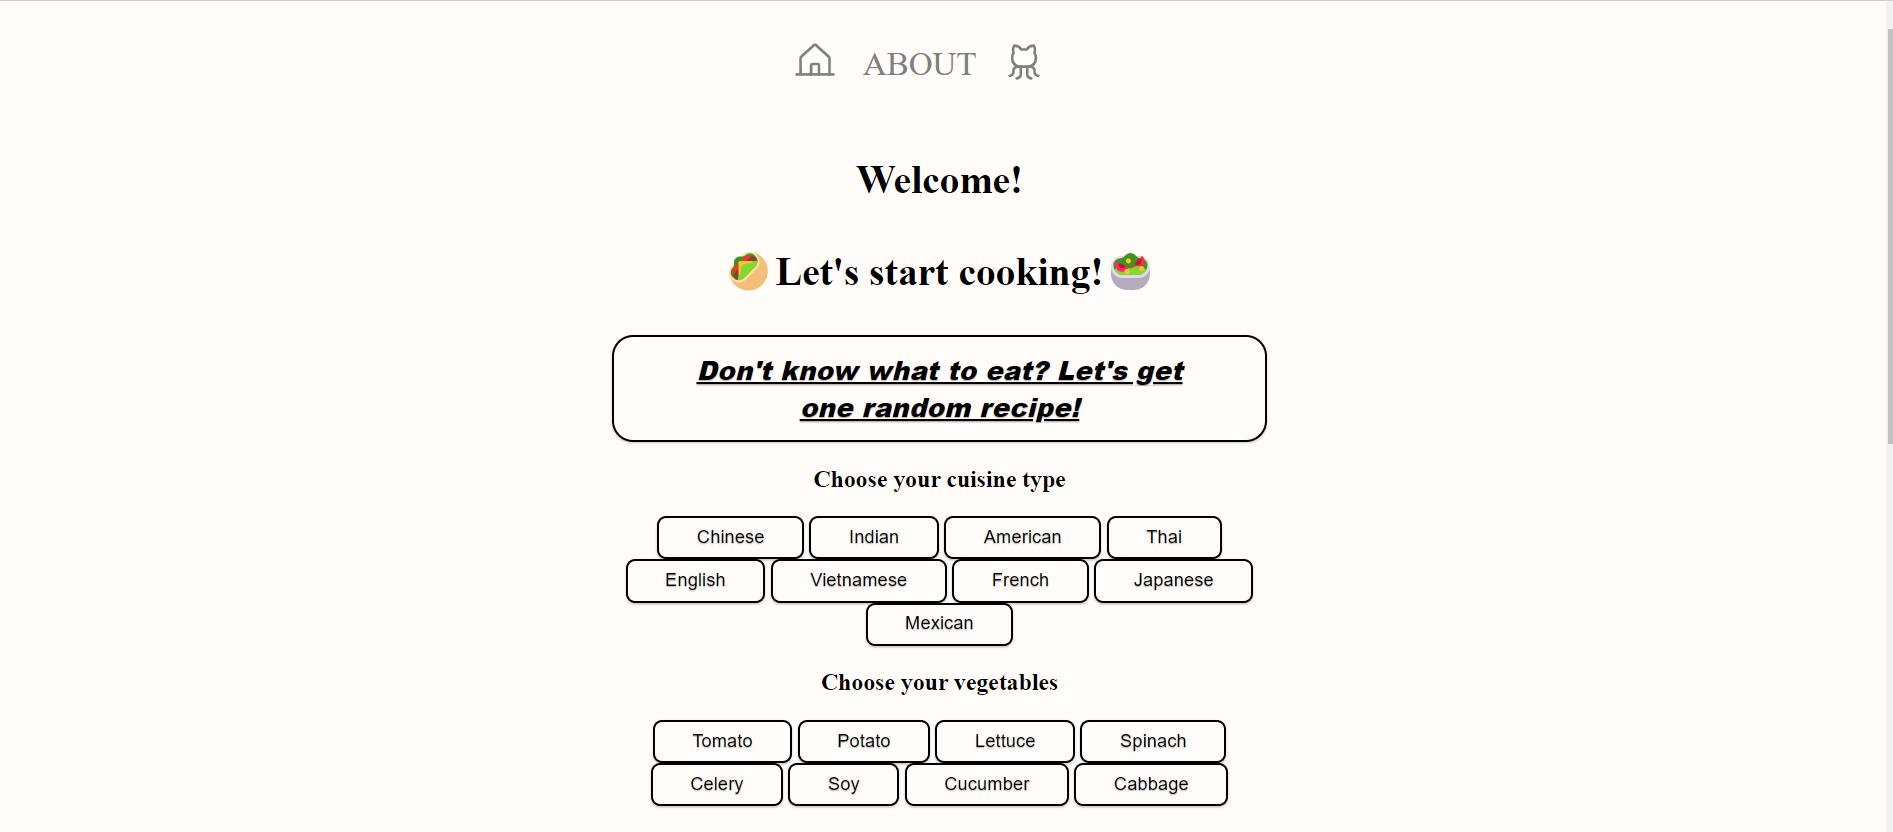 ABOUT
Welcome!
Let's start cooking!
Don't know what to eat? Let's get
one random recipe!
Choose your cuisine type
Chinese Indian American Thai
English Vietnamese French Japanese
Mexican
Choose your vegetables
Tomato Potato Lettuce Spinach
Celery Soy Cucumber Cabbage